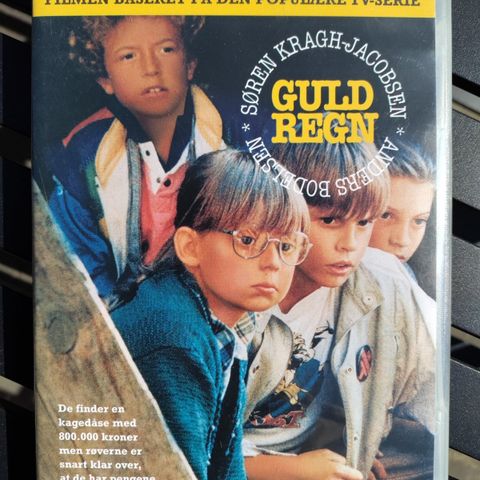 FILMEN BASERET PÅ DEN POPULÆRE TV-SERIE
* SØREN KRAGH-JACOBSEN * ANDERS BODELSEN
GULD
REGN
De finder en
kagedåse med
800.000 kroner
men røverne er
snart klar over,
at de har pengene